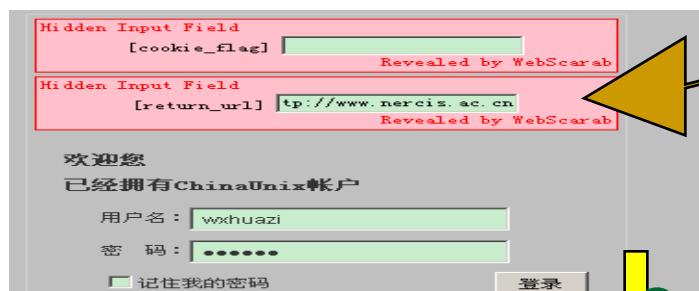 Hidden Input Field
[cookie_flag]
Revealed by WebScarab
Hidden Input Field
[return_url] tp://www.nercis.ac.cn
Revealed by WebScarab
欢迎您
已经拥有ChinaUnix帐户
用户名： wxhuazi
密 码： ●●●●●●
记住我的密码 登录